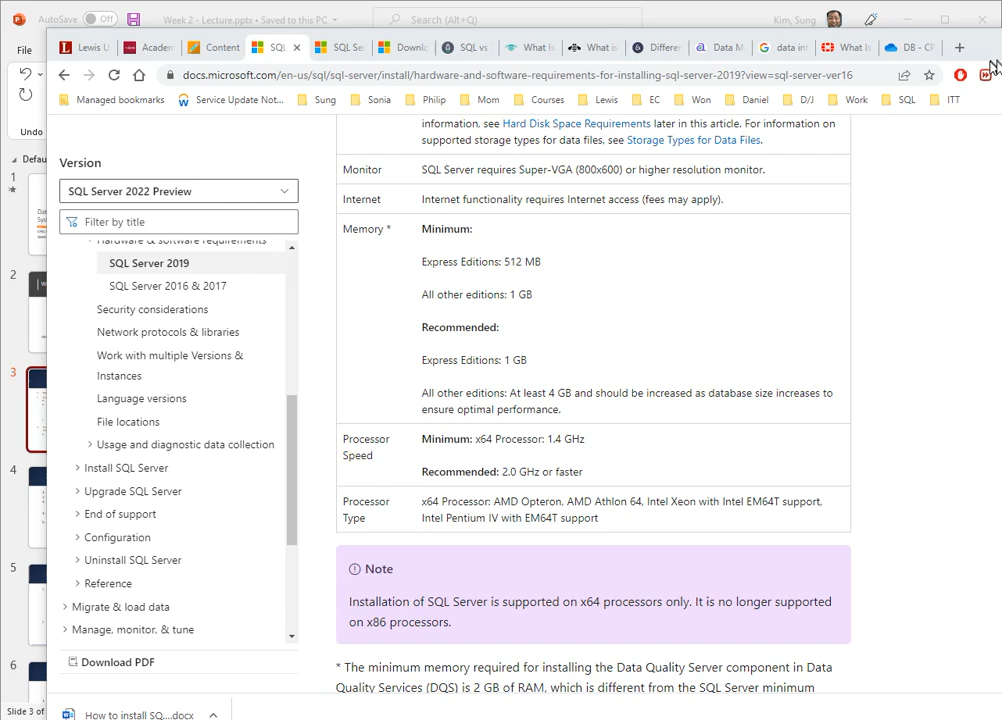 AutoSave Off Week 2 - Lecture.pptx • Saved to this PC Search (Alt+Q) Kim, Sung
File
Undo
Defau
1
2
3
4
5
6
Slide 3 of
Lewis U Academ Content SQL SQL Se Downlo SQL vs What Is What is Differer Data M data int What Is DB - CP
docs.microsoft.com/en-us/sql/sql-server/install/hardware-and-software-requirements-for-installing-sql-server-2019?view=sql-server-ver16
Managed bookmarks Service Update Not... Sung Sonia Philip Mom Courses Lewis EC Won Daniel D/J Work SQL ITT
Version
SQL Server 2022 Preview
Filter by title
Hardware & software requirements
SQL Server 2019
SQL Server 2016 & 2017
Security considerations
Network protocols & libraries
Work with multiple Versions &
Instances
Language versions
File locations
Usage and diagnostic data collection
Install SQL Server
Upgrade SQL Server
End of support
Configuration
Uninstall SQL Server
Reference
Migrate & load data
Manage, monitor, & tune
Download PDF
information, see Hard Disk Space Requirements later in this article. For information on
supported storage types for data files, see Storage Types for Data Files.
Monitor SQL Server requires Super-VGA (800x600) or higher resolution monitor.
Internet Internet functionality requires Internet access (fees may apply).
Memory * Minimum:
Express Editions: 512 MB
All other editions: 1 GB
Recommended:
Express Editions: 1 GB
All other editions: At least 4 GB and should be increased as database size increases to
ensure optimal performance.
Processor Speed Minimum: x64 Processor: 1.4 GHz
Recommended: 2.0 GHz or faster
Processor Type x64 Processor: AMD Opteron, AMD Athlon 64, Intel Xeon with Intel EM64T support,
Intel Pentium IV with EM64T support
Note
Installation of SQL Server is supported on x64 processors only. It is no longer supported
on x86 processors.
* The minimum memory required for installing the Data Quality Server component in Data
Quality Services (DQS) is 2 GB of RAM, which is different from the SQL Server minimum
How to install SQ....docx